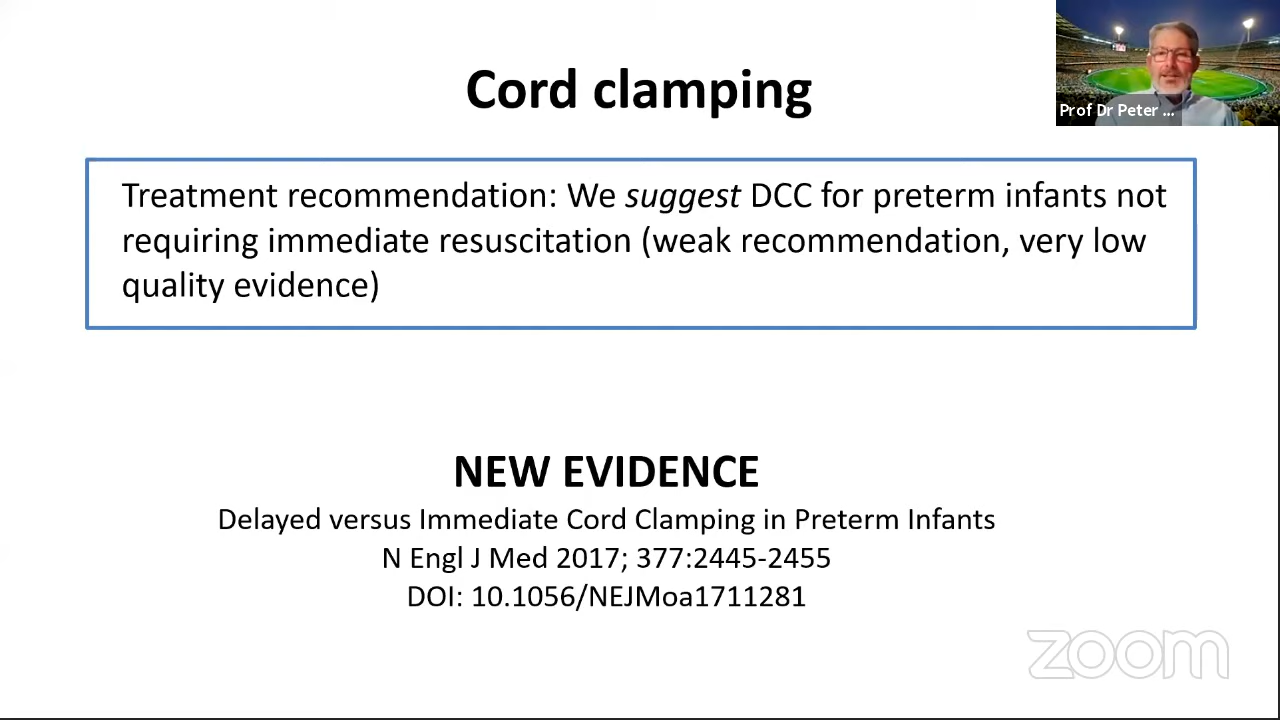 Cord clamping
Prof Dr Peter ...
Treatment recommendation: We suggest DCC for preterm infants not
requiring immediate resuscitation (weak recommendation, very low
quality evidence)
NEW EVIDENCE
Delayed versus Immediate Cord Clamping in Preterm Infants
N Engl J Med 2017; 377:2445-2455
DOI: 10.1056/NEJMoa1711281
zoom